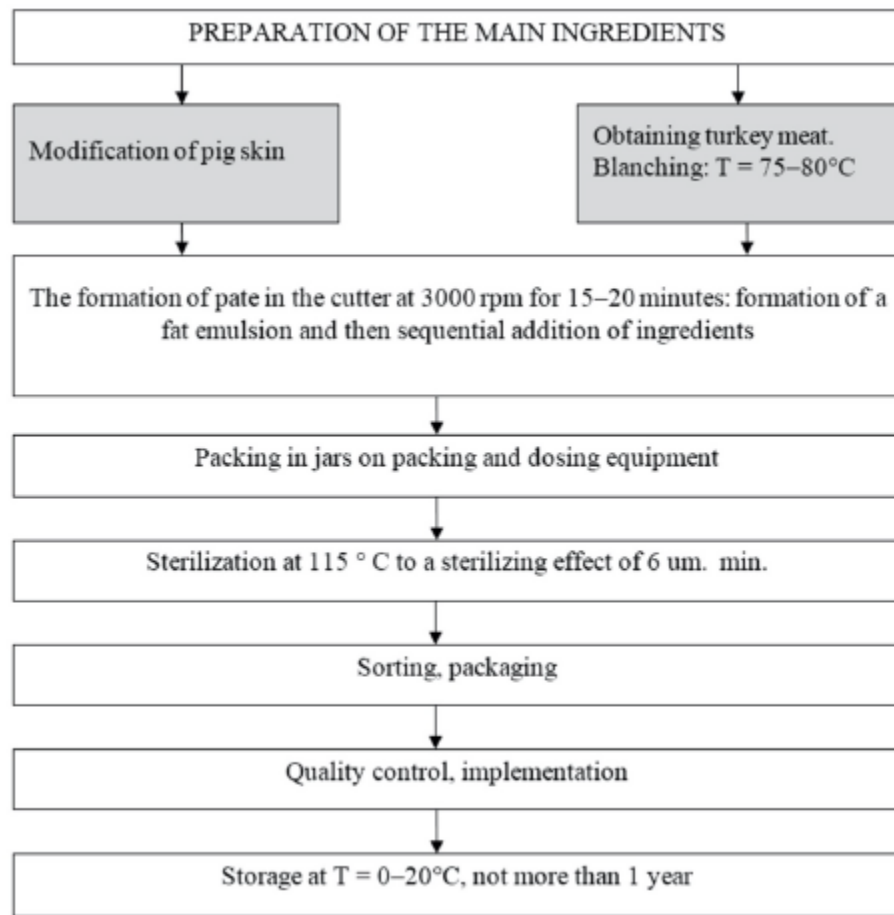 PREPARATION OF THE MAIN INGREDIENTS
Modification of pig skin
Obtaining turkey meat.
Blanching: T = 75–80°C
The formation of pate in the cutter at 3000 rpm for 15–20 minutes: formation of a
fat emulsion and then sequential addition of ingredients
Packing in jars on packing and dosing equipment
Sterilization at 115 ° C to a sterilizing effect of 6 um. min.
Sorting, packaging
Quality control, implementation
Storage at T = 0–20°C, not more than 1 year